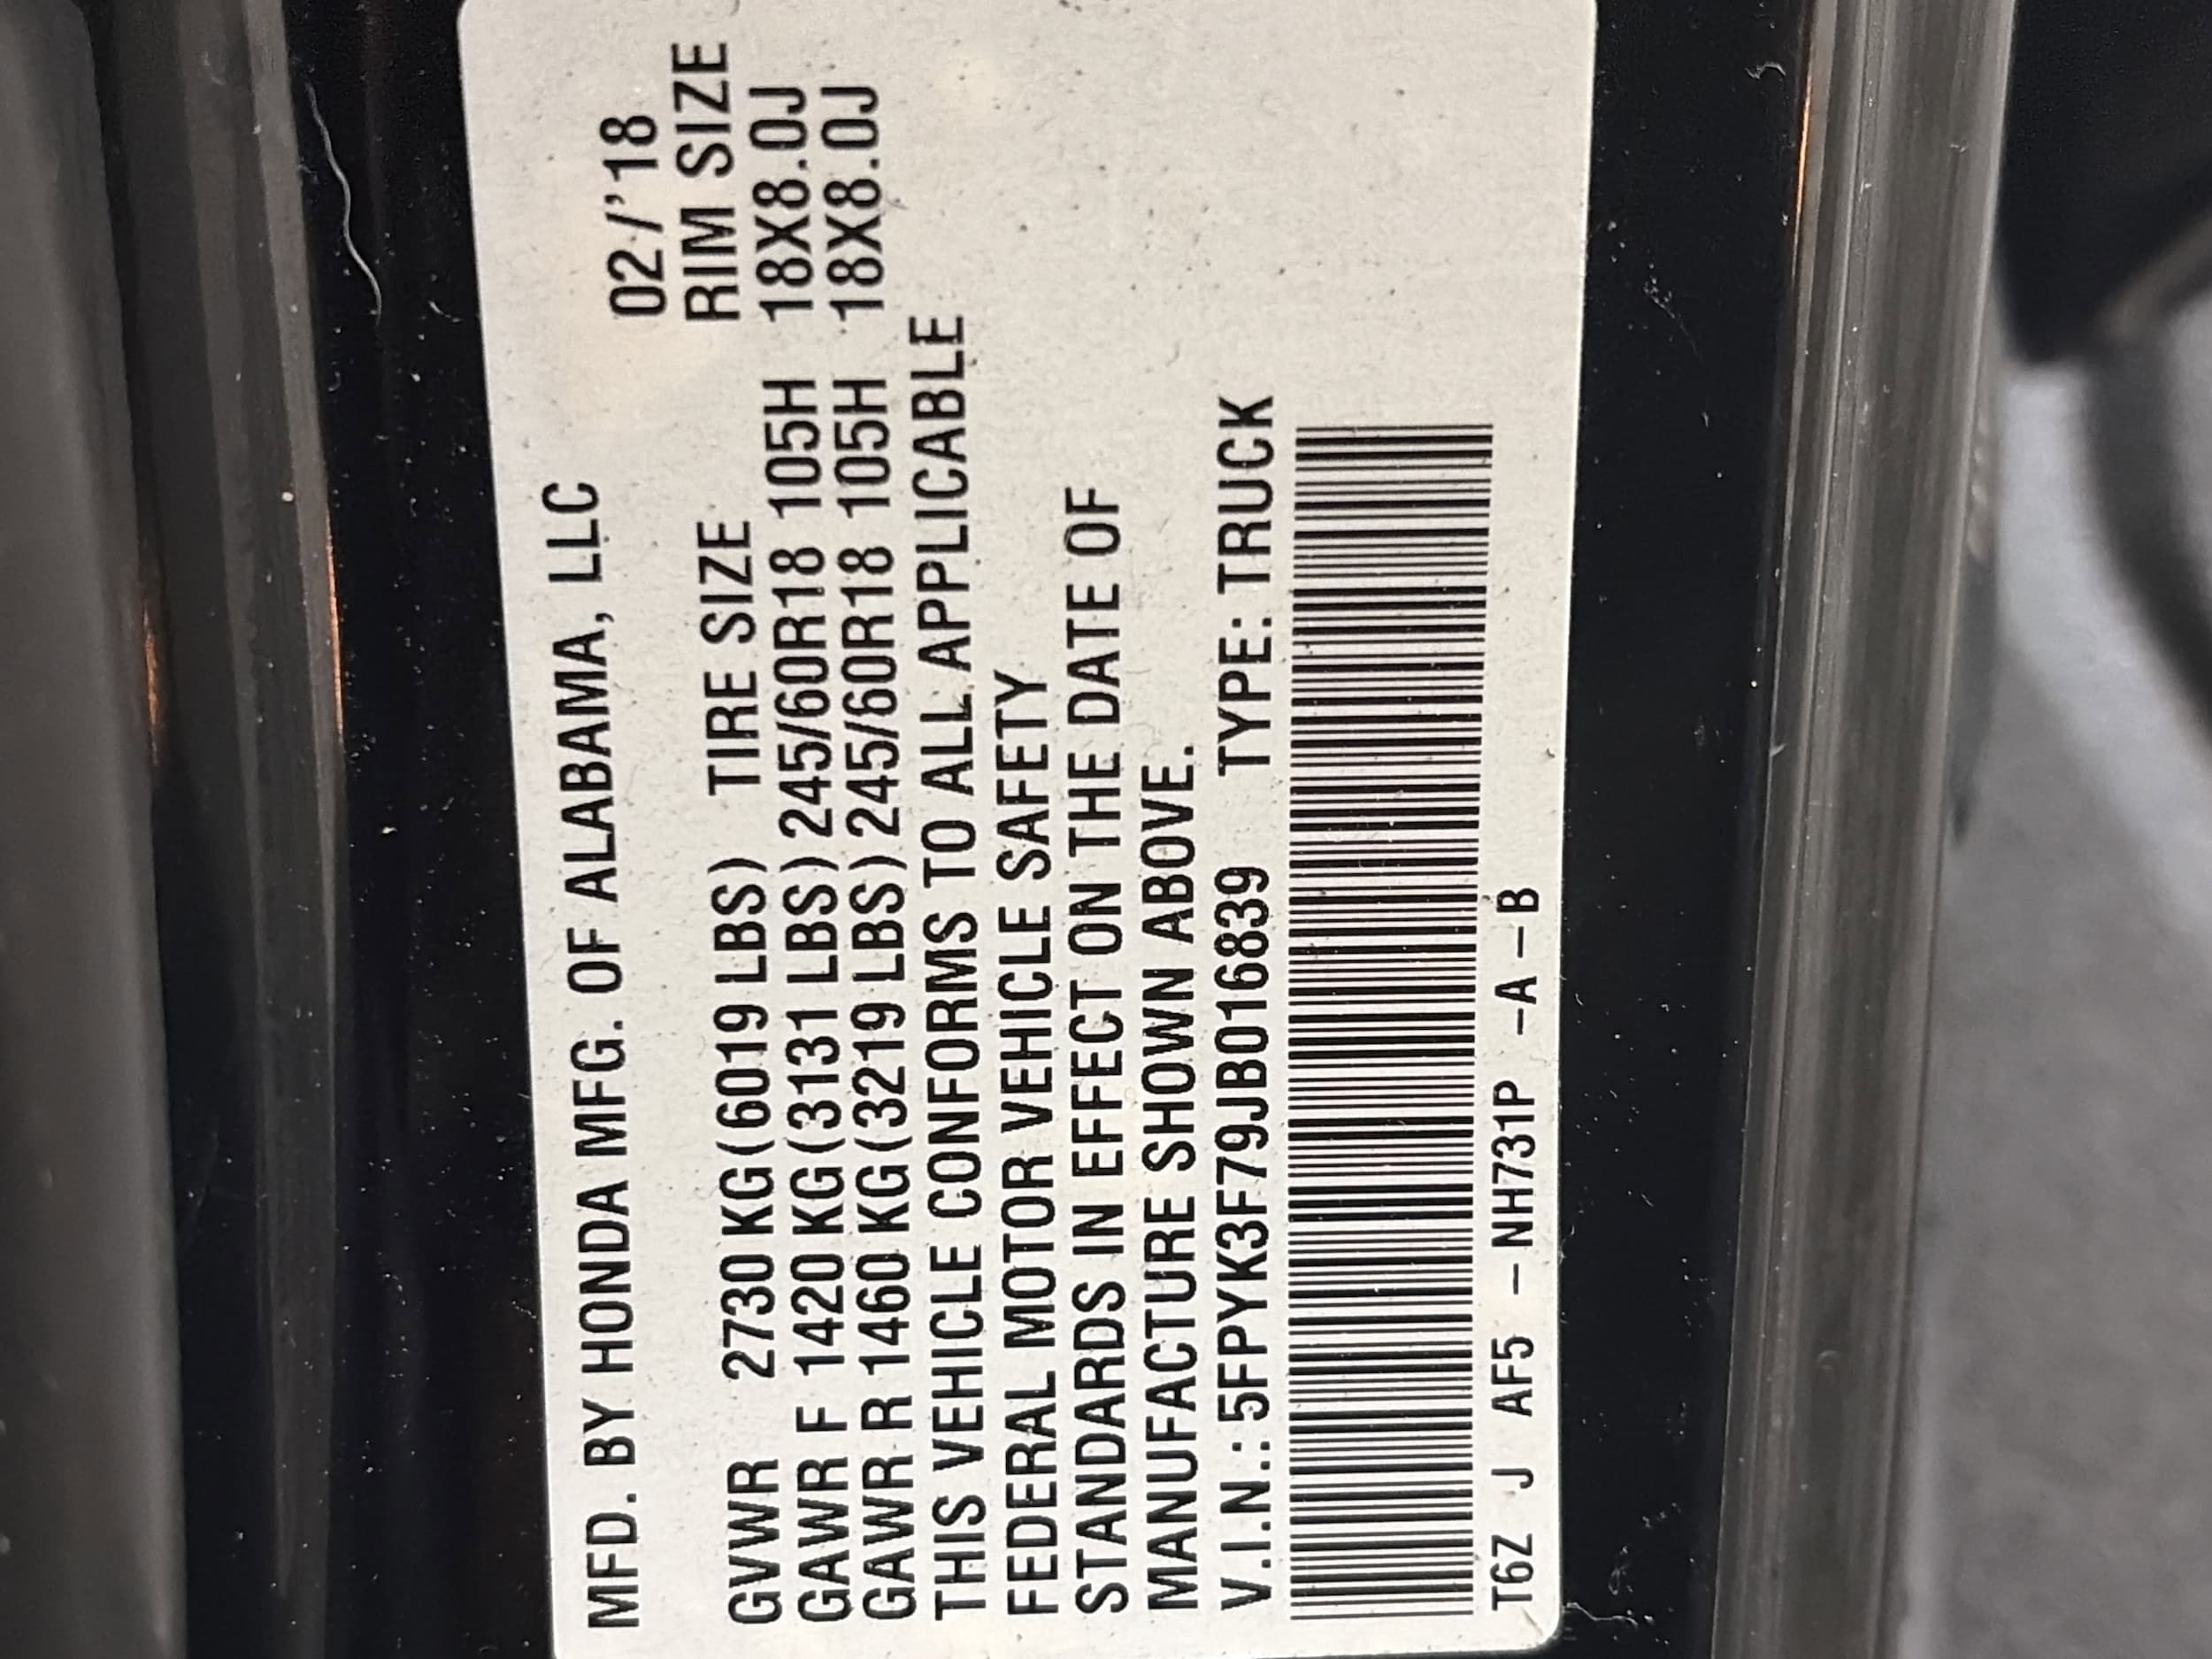 MFD. BY HONDA MFG. OF ALABAMA, LLC
02/'18
GVWR 2730 KG (6019 LBS) TIRE SIZE RIM SIZE
GAWR F 1420 KG (3131 LBS) 245/60R18 105H 18X8.0J
GAWR R 1460 KG (3219 LBS) 245/60R18 105H 18X8.0J
THIS VEHICLE CONFORMS TO ALL APPLICABLE
FEDERAL MOTOR VEHICLE SAFETY
STANDARDS IN EFFECT ON THE DATE OF
MANUFACTURE SHOWN ABOVE.
V.I.N.: 5FPYK3F79JB016839 TYPE: TRUCK
T6Z J AF5 – NH731P –A–B